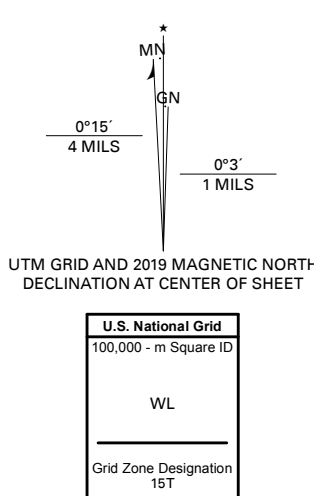 MN
GN
0°15´
4 MILS
0°3´
1 MILS
UTM GRID AND 2019 MAGNETIC NORTH
DECLINATION AT CENTER OF SHEET
U.S. National Grid
100,000 - m Square ID
WL
Grid Zone Designation
15T